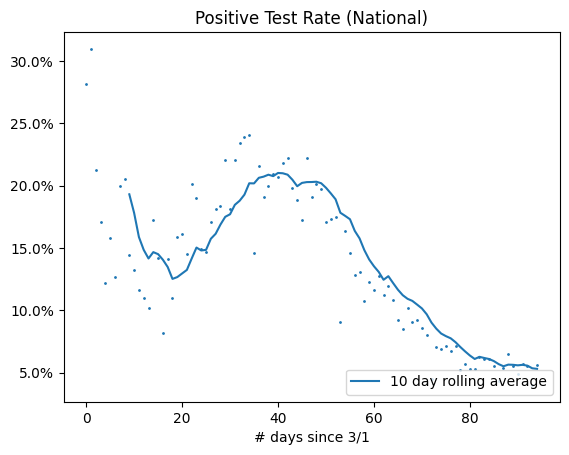 Positive Test Rate (National)
30.0%
25.0%
20.0%
15.0%
10.0%
5.0%
10 day rolling average
0 20 40 60 80
# days since 3/1